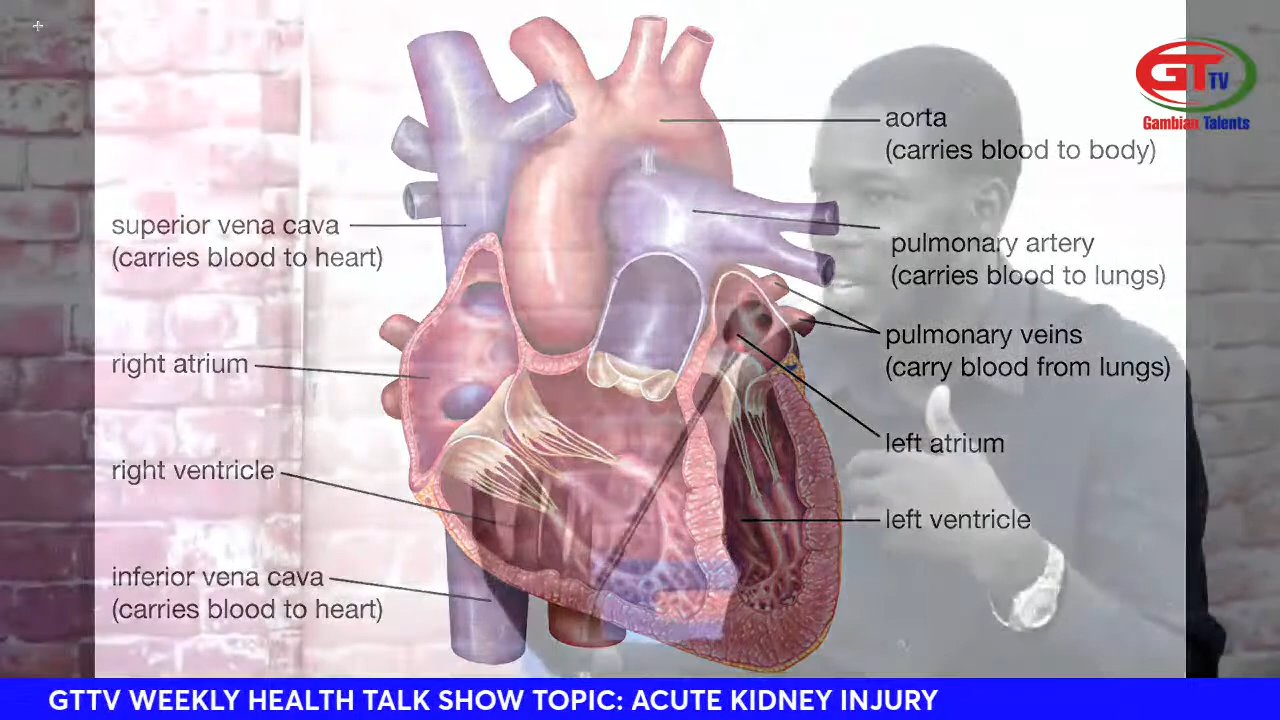 GT TV
Gambian Talents
aorta
(carries blood to body)
superior vena cava
(carries blood to heart)
pulmonary artery
(carries blood to lungs)
pulmonary veins
(carry blood from lungs)
right atrium
left atrium
right ventricle
left ventricle
inferior vena cava
(carries blood to heart)
GTTV WEEKLY HEALTH TALK SHOW TOPIC: ACUTE KIDNEY INJURY